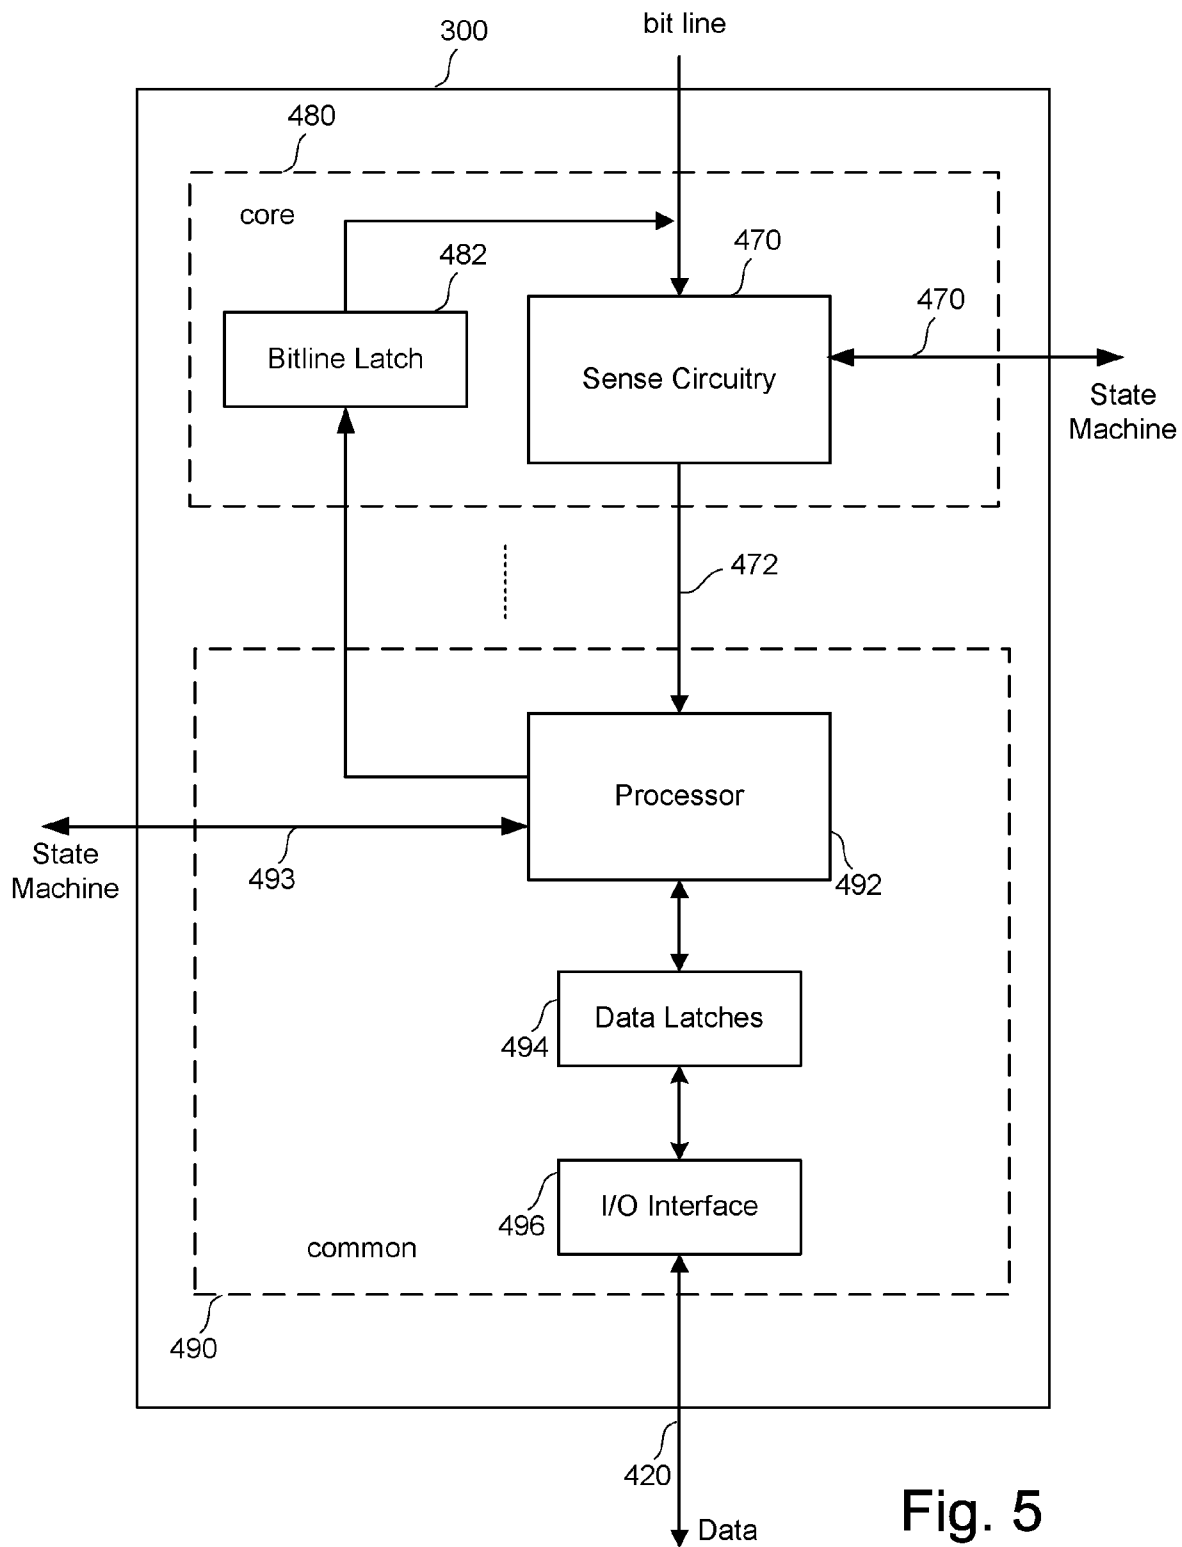 bit line
300
480
core
482
470
470
Bitline Latch
Sense Circuitry
State
Machine
472
Processor
State
Machine
493
492
Data Latches
494
I/O Interface
496
common
490
420
Data
Fig. 5